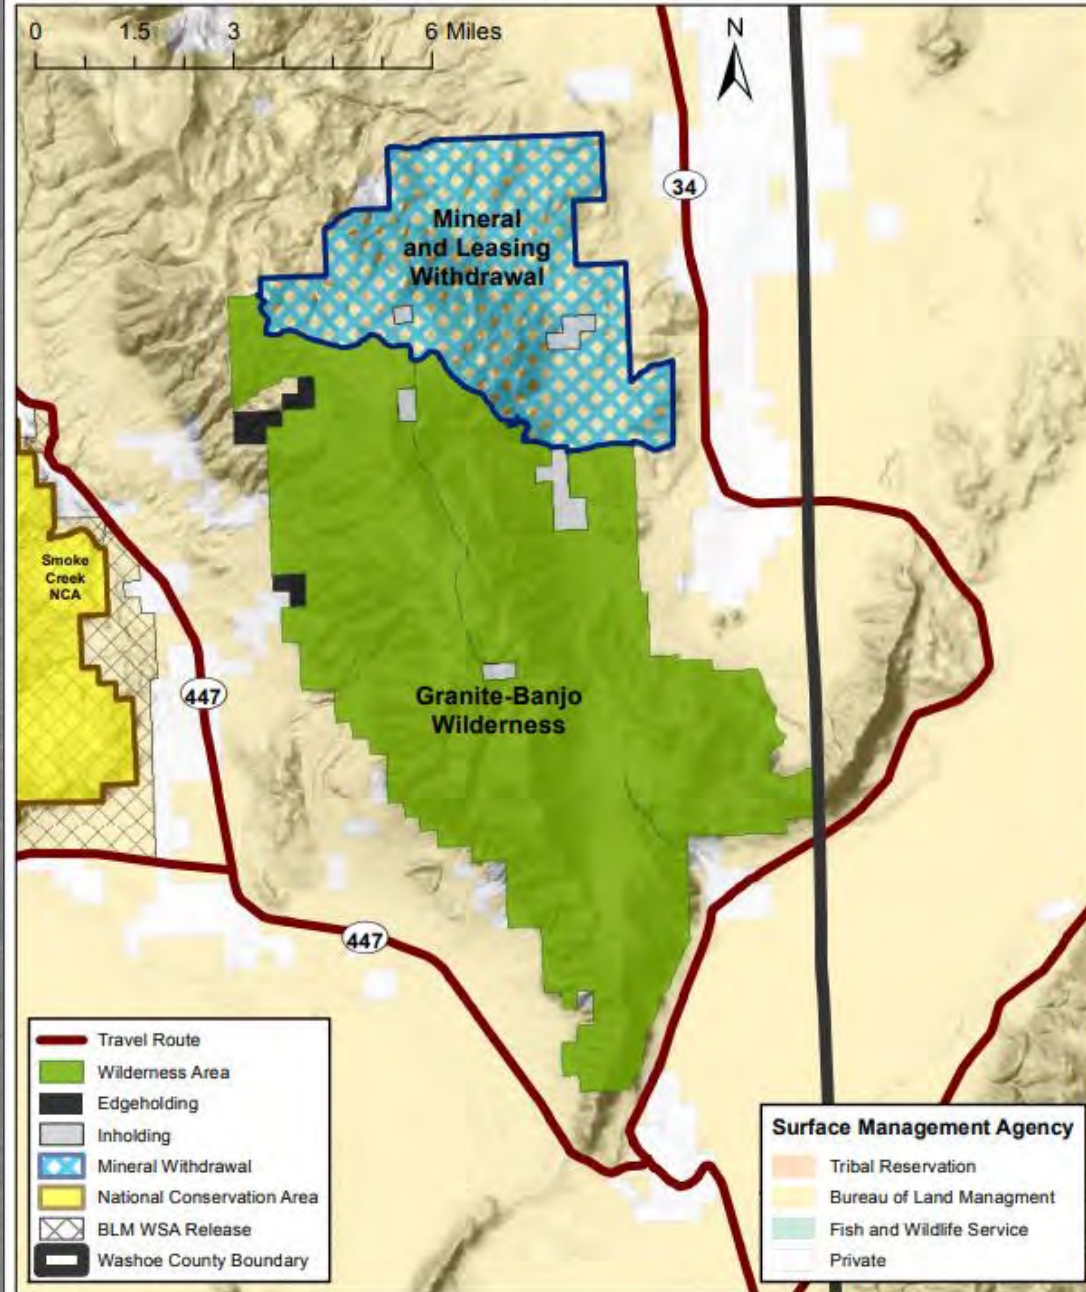 0 1.5 3 6 Miles
N
34
Mineral
and Leasing
Withdrawal
Smoke
Creek
NCA
447
Granite-Banjo
Wilderness
447
Travel Route
Wilderness Area
Edgeholding
Inholding
Mineral Withdrawal
National Conservation Area
BLM WSA Release
Washoe County Boundary
Surface Management Agency
Tribal Reservation
Bureau of Land Managment
Fish and Wildlife Service
Private